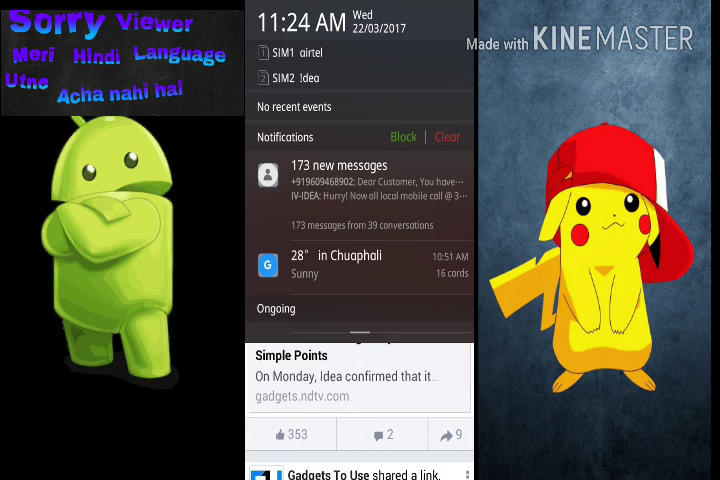 Sorry Viewer
Meri Hindi Language
Utne
Acha nahi hai
11:24 AM Wed
22/03/2017
1 SIM1 airtel
2 SIM2 !dea
No recent events
Notifications Block Clear
173 new messages
+919609468902: Dear Customer, You have···
IV-IDEA: Hurry! Now all local mobile call @ 3···
173 messages from 39 conversations
G
28° in Chuaphali 10:51 AM
Sunny 16 cards
Ongoing
Simple Points
On Monday, Idea confirmed that it...
gadgets.ndtv.com
353 2 9
Gadgets To Use shared a link.
Made with KINEMASTER